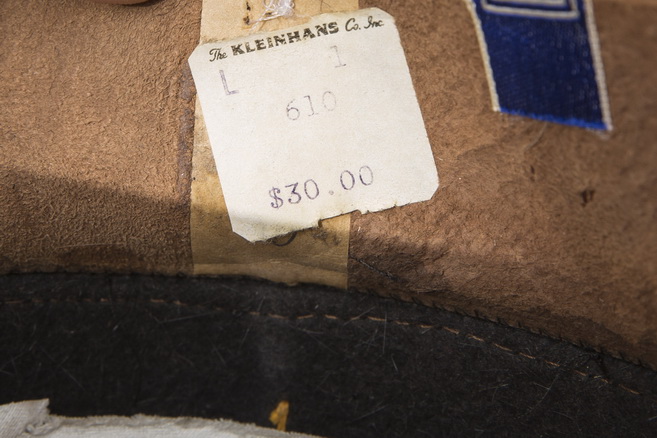 The KLEINHANS Co. Inc.
L 1
610
$30.00